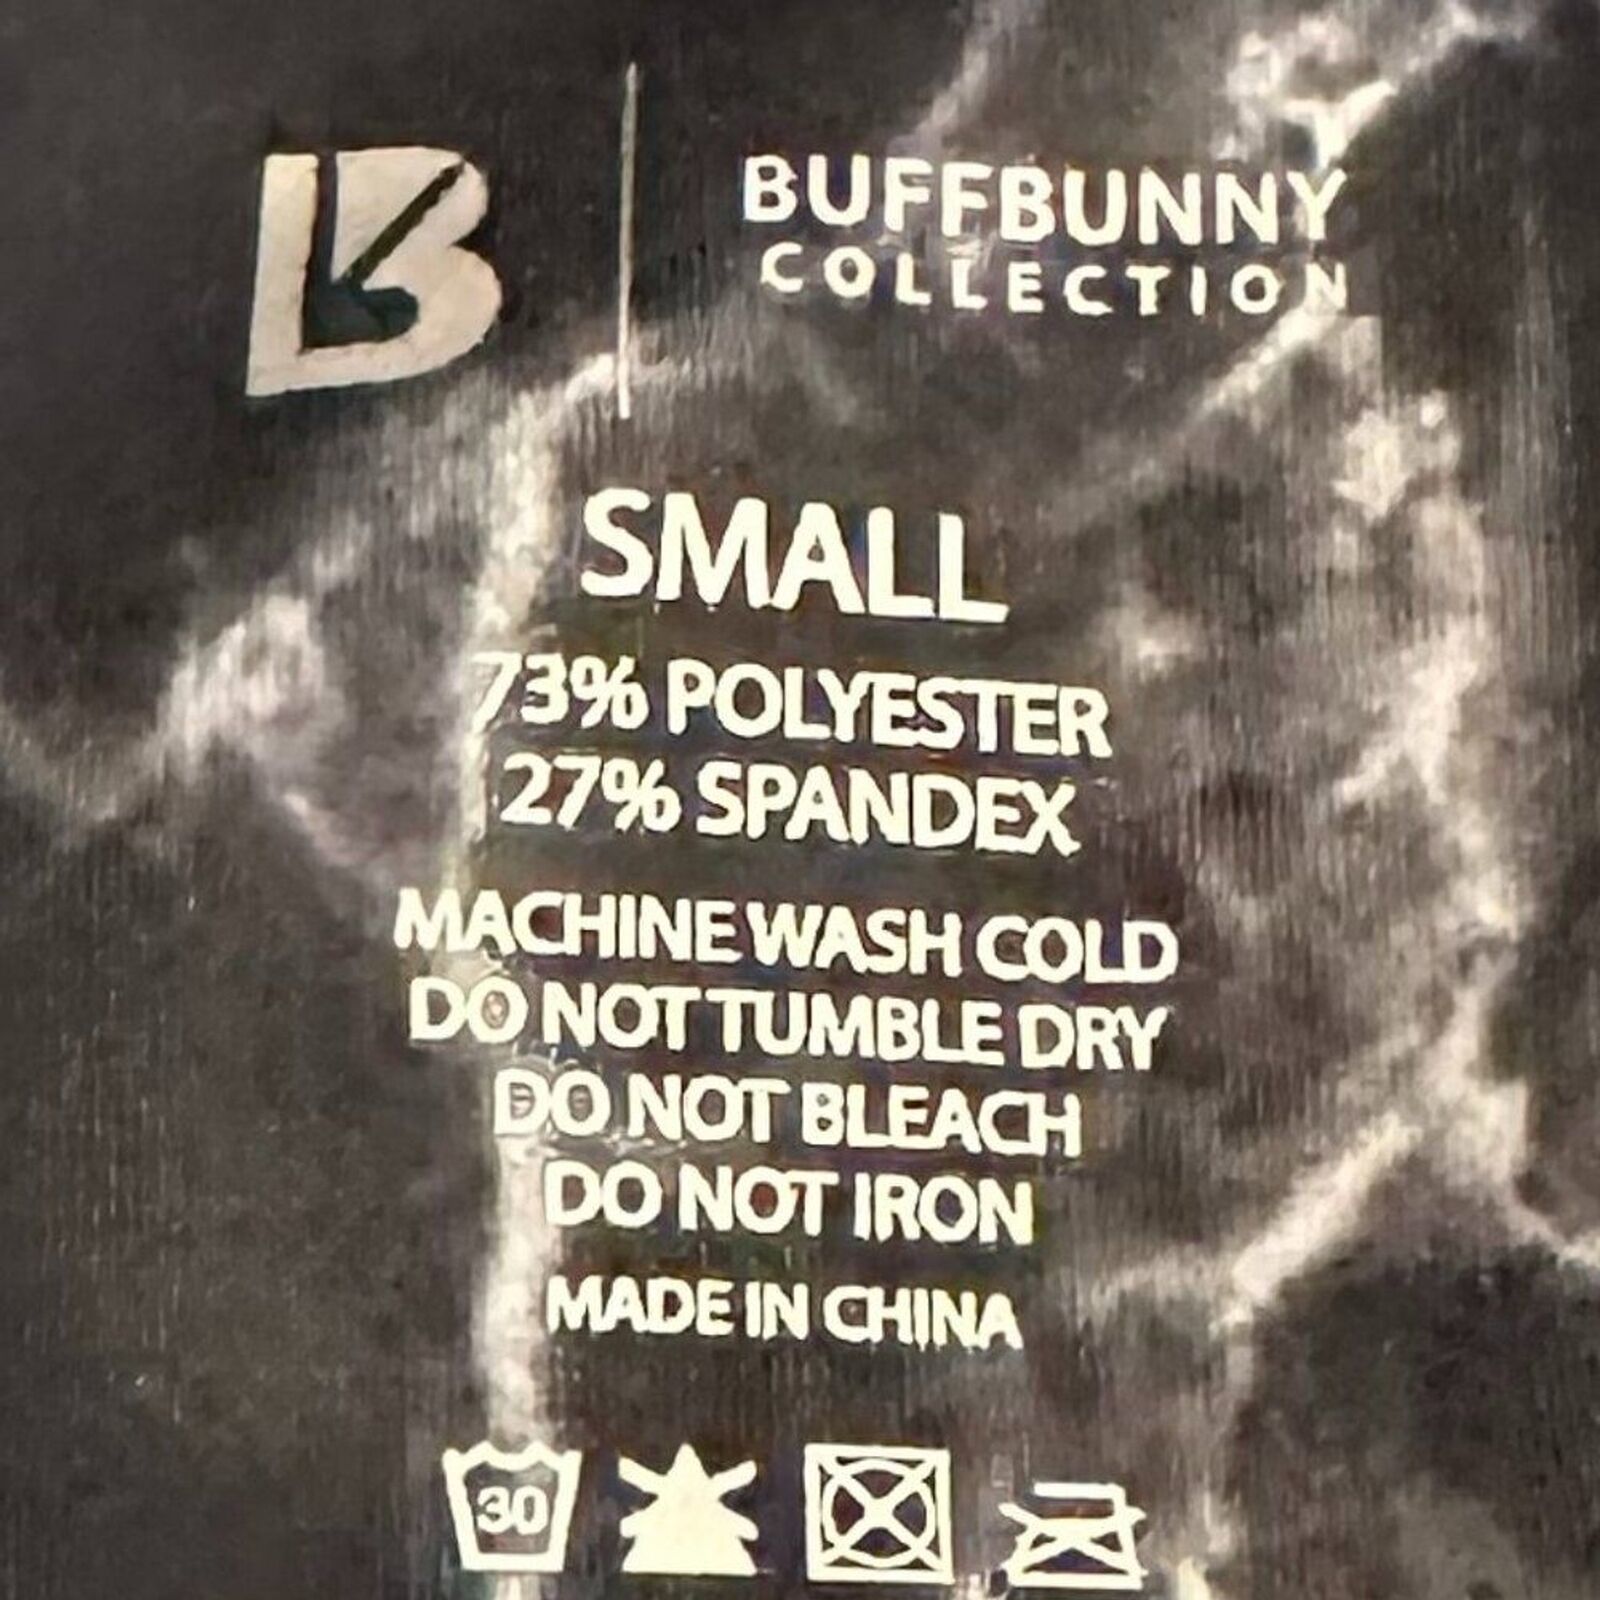 B
BUFFBUNNY
COLLECTION
SMALL
73% POLYESTER
27% SPANDEX
MACHINE WASH COLD
DO NOT TUMBLE DRY
DO NOT BLEACH
DO NOT IRON
MADE IN CHINA
30